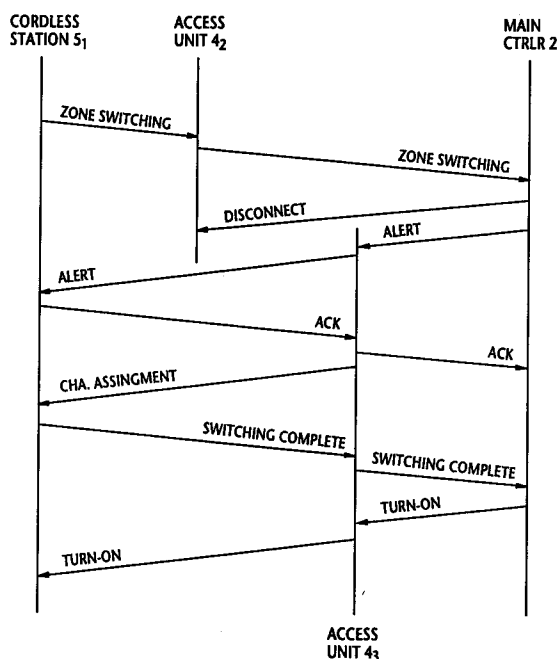 CORDLESS
STATION 5₁
ACCESS
UNIT 4₂
MAIN
CTRLR 2
ZONE SWITCHING
ZONE SWITCHING
DISCONNECT
ALERT
ALERT
ACK
ACK
CHA. ASSINGMENT
SWITCHING COMPLETE
SWITCHING COMPLETE
TURN-ON
TURN-ON
ACCESS
UNIT 4₃